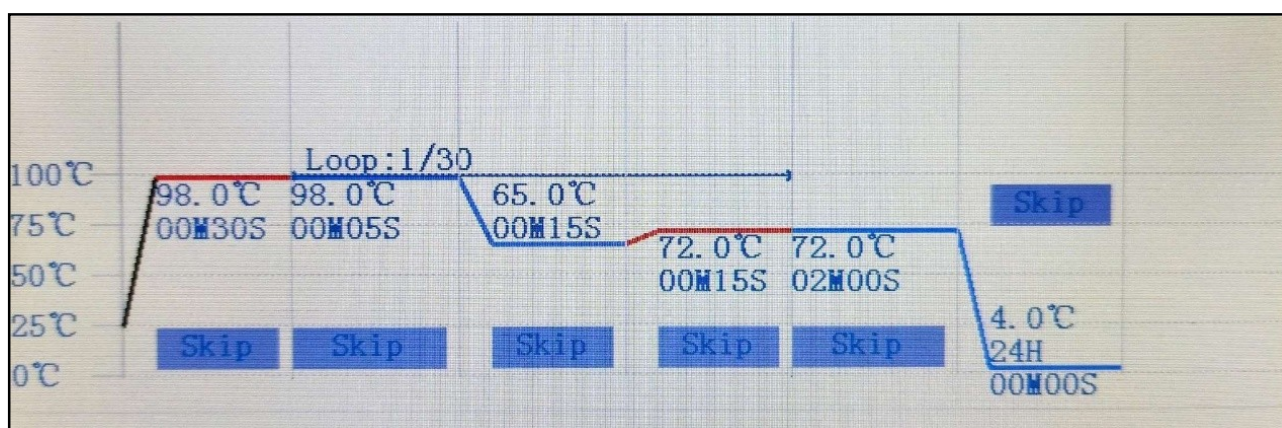 Loop:1/30
100℃
98.0℃ 98.0℃ 65.0℃
00M30S 00M05S 00M15S
Skip
75℃
72.0℃ 72.0℃
00M15S 02M00S
50℃
25℃
4.0℃
24H
00M00S
Skip Skip Skip Skip Skip
0℃